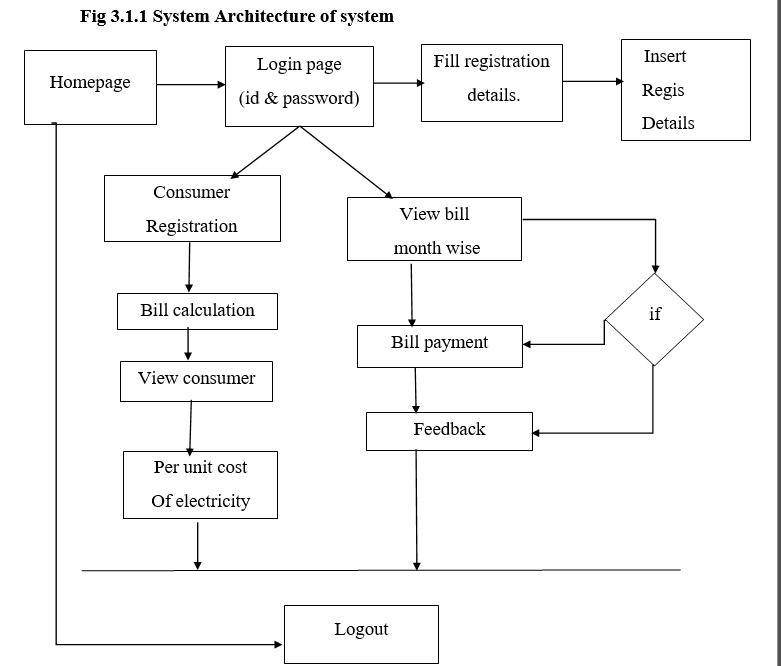 Fig 3.1.1 System Architecture of system
Homepage
Login page
(id & password)
Fill registration
details.
Insert
Regis
Details
Consumer
Registration
View bill
month wise
Bill calculation
if
Bill payment
View consumer
Feedback
Per unit cost
Of electricity
Logout